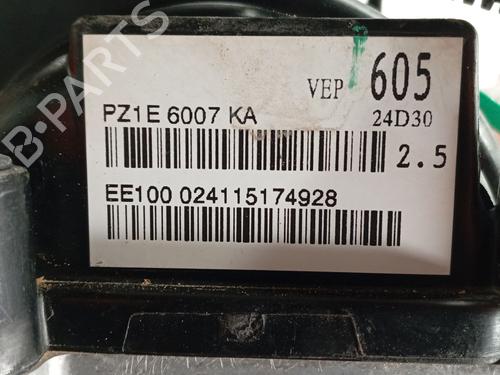 B-PARTS
VEP 605
PZ1E 6007 KA
24D30
2.5
EE100 024115174928